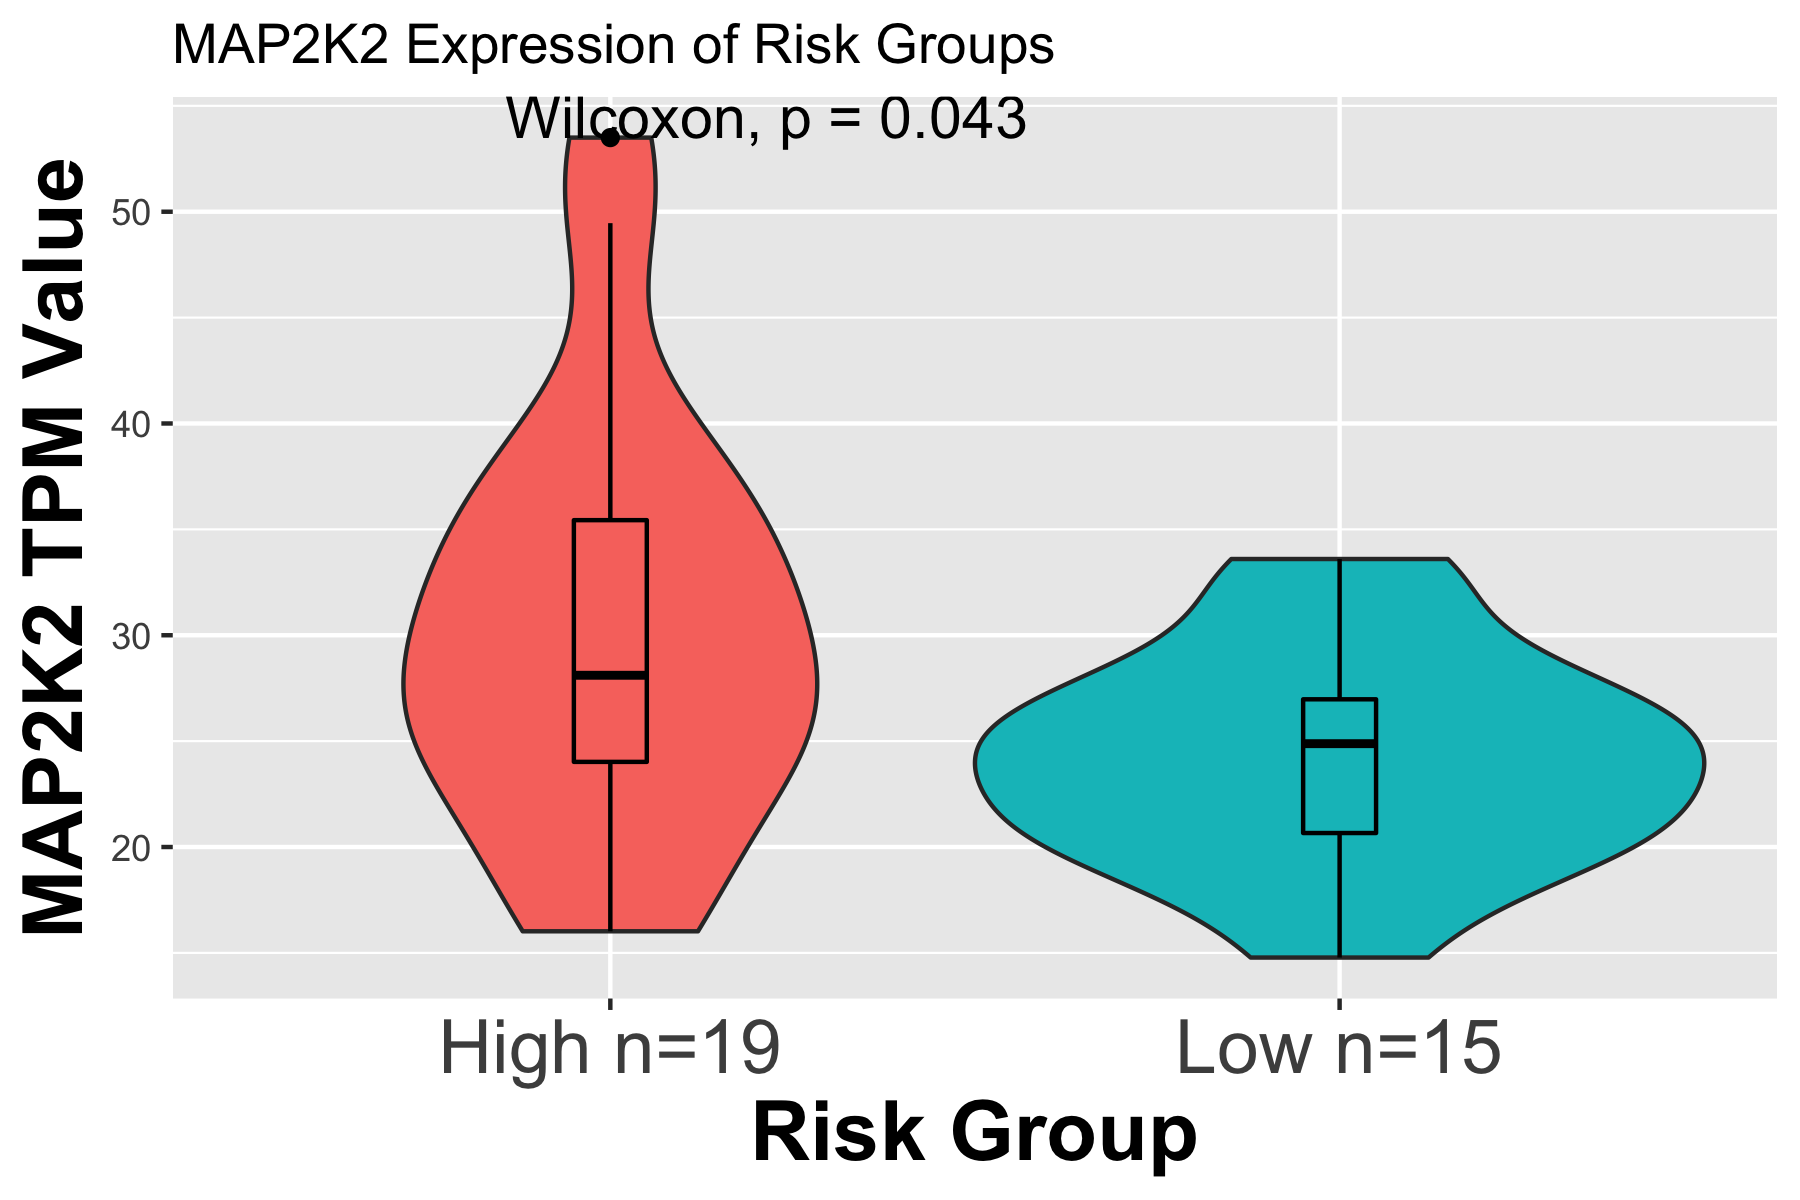 MAP2K2 Expression of Risk Groups
Wilcoxon, p = 0.043
MAP2K2 TPM Value
50
40
30
20
High n=19
Low n=15
Risk Group